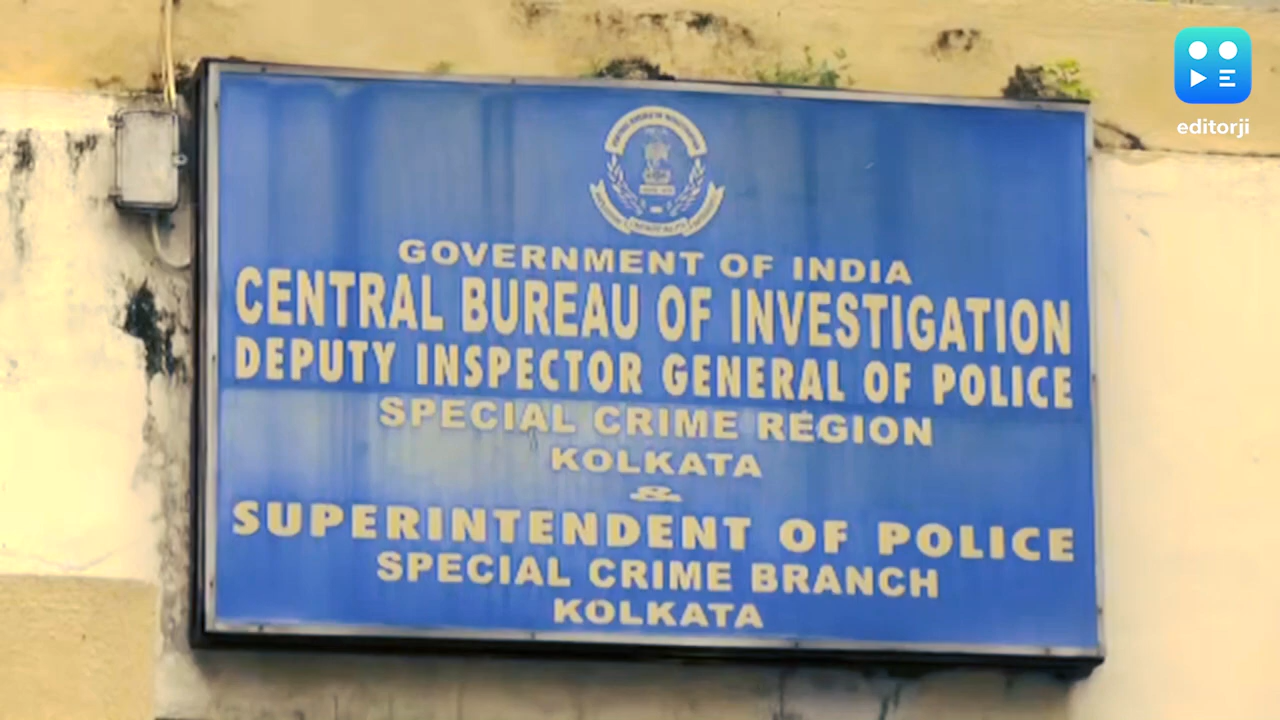 editorji
GOVERNMENT OF INDIA
CENTRAL BUREAU OF INVESTIGATION
DEPUTY INSPECTOR GENERAL OF POLICE
SPECIAL CRIME REGION
KOLKATA
&
SUPERINTENDENT OF POLICE
SPECIAL CRIME BRANCH
KOLKATA